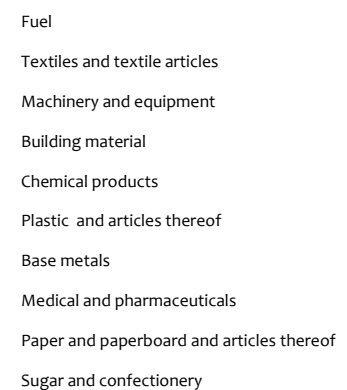 Fuel
Textiles and textile articles
Machinery and equipment
Building material
Chemical products
Plastic  and articles thereof
Base metals
Medical and pharmaceuticals
Paper and paperboard and articles thereof
Sugar and confectionery